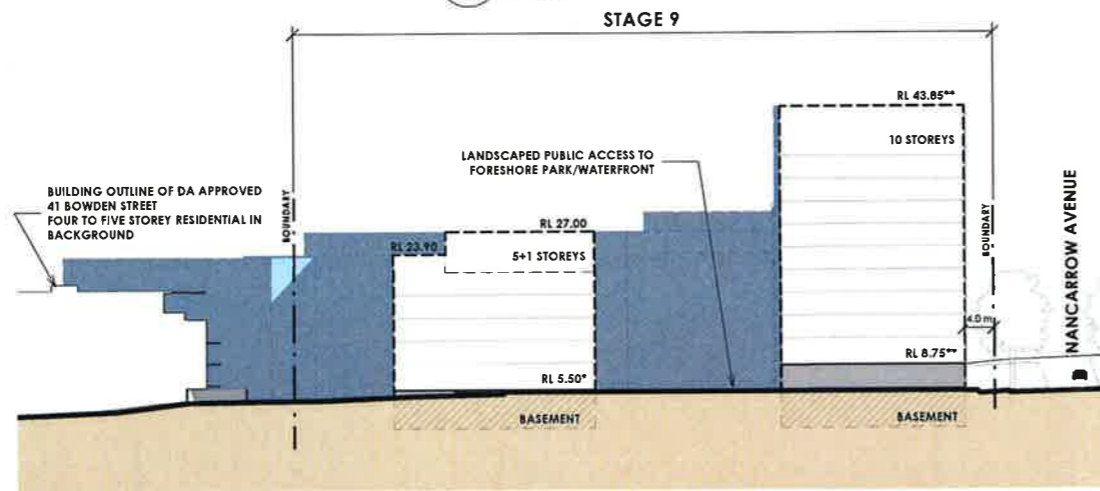 STAGE 9
RL 43.85**
10 STOREYS
LANDSCAPED PUBLIC ACCESS TO
FORESHORE PARK/WATERFRONT
BUILDING OUTLINE OF DA APPROVED
41 BOWDEN STREET
FOUR TO FIVE STOREY RESIDENTIAL IN
BACKGROUND
BOUNDARY
RL 23.90
RL 27.00
5+1 STOREYS
BOUNDARY
NANCARROW AVENUE
4.0 m
RL 8.75**
RL 5.50*
BASEMENT
BASEMENT